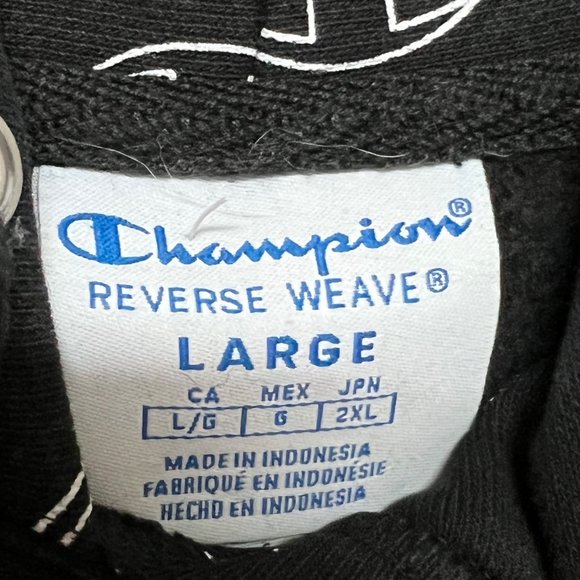 Champion®
REVERSE WEAVE®
LARGE
CA MEX JPN
L/G G 2XL
MADE IN INDONESIA
FABRIQUÉ EN INDONÉSIE
HECHO EN INDONESIA